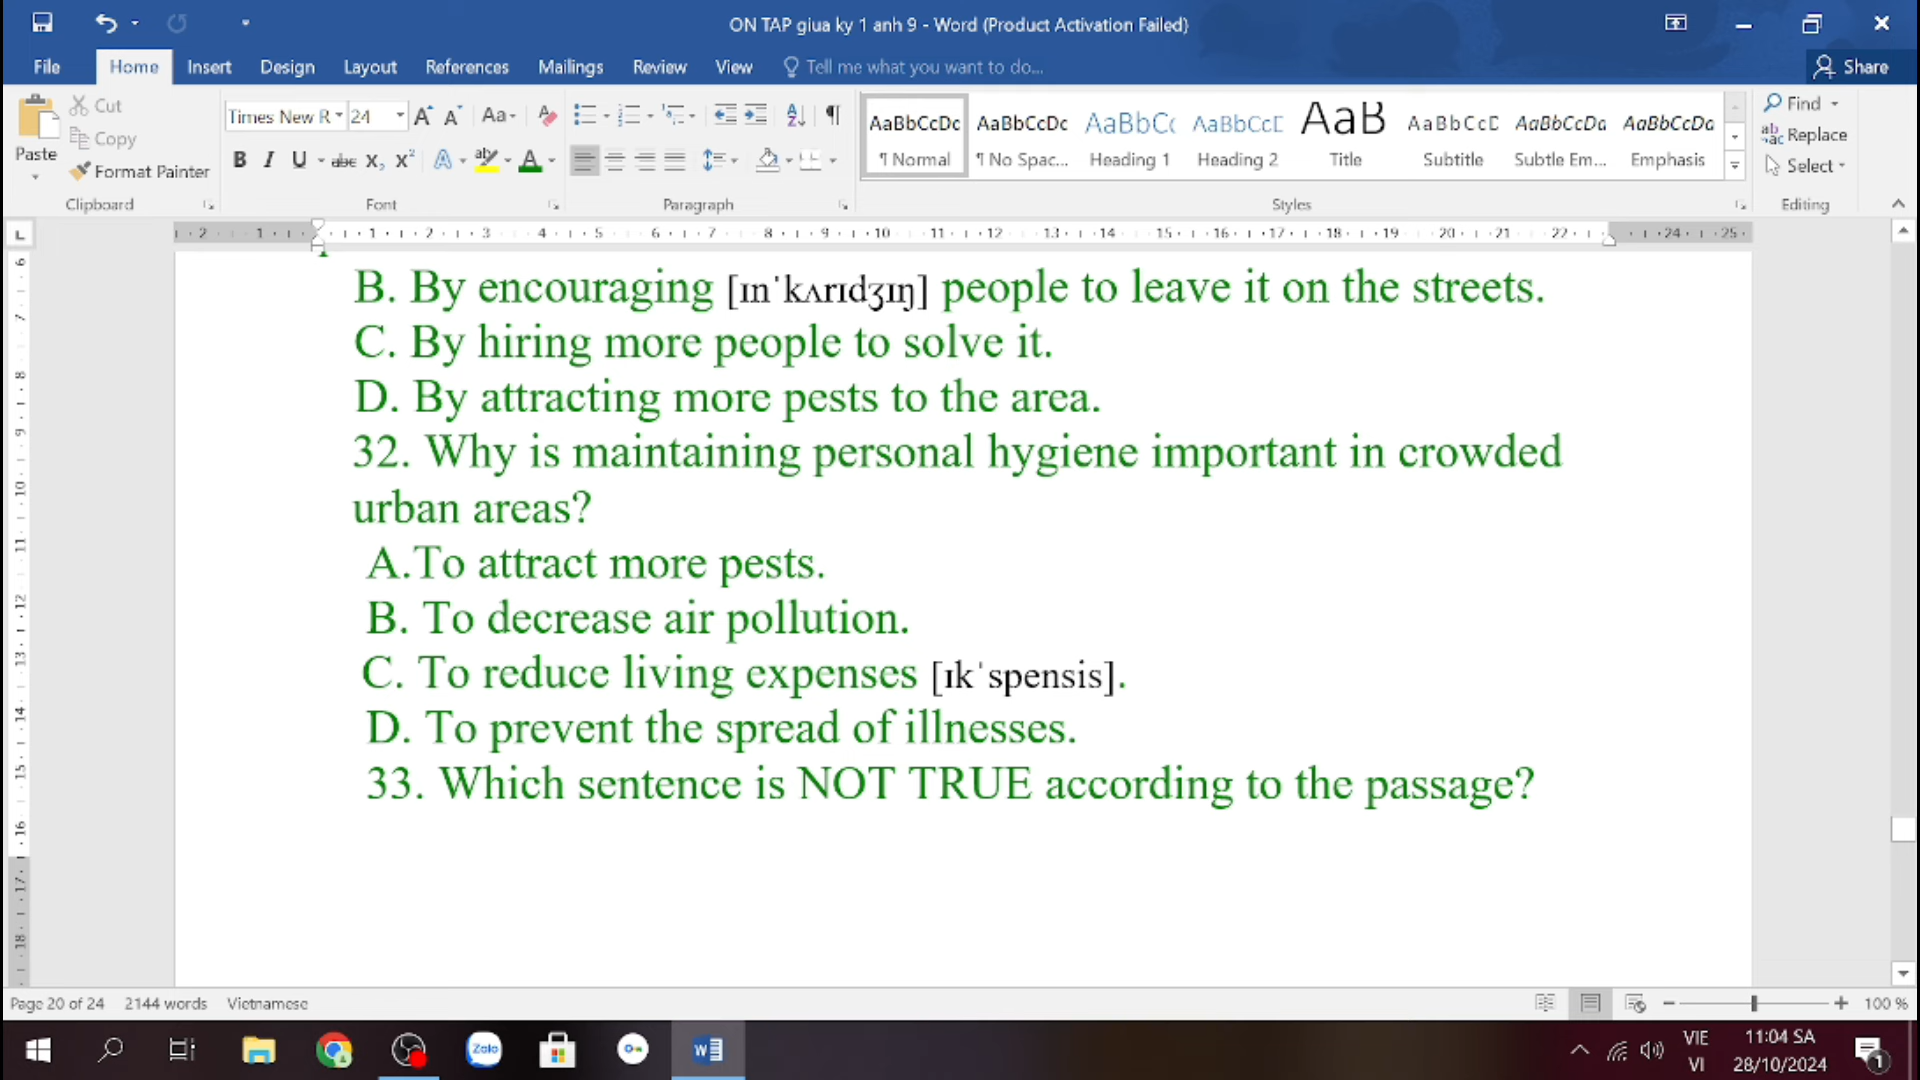 ON TAP giua ky 1 anh 9 - Word (Product Activation Failed)
File Home Insert Design Layout References Mailings Review View Tell me what you want to do... Share
Paste Cut Copy Format Painter Clipboard
Times New R 24 Font
Paragraph
AaBbCcDc AaBbCcDc AaBbCc AaBbCcD AaB AaBbCcD AaBbCcDa AaBbCcDa
¶ Normal ¶ No Spac... Heading 1 Heading 2 Title Subtitle Subtle Em... Emphasis
Styles
Find Replace Select Editing
B. By encouraging [ɪnˈkʌrɪdʒɪŋ] people to leave it on the streets.
C. By hiring more people to solve it.
D. By attracting more pests to the area.
32. Why is maintaining personal hygiene important in crowded
urban areas?
A.To attract more pests.
B. To decrease air pollution.
C. To reduce living expenses [ɪkˈspensis].
D. To prevent the spread of illnesses.
33. Which sentence is NOT TRUE according to the passage?
Page 20 of 24 2144 words Vietnamese 100 %
Zalo VIE 11:04 SA
VI 28/10/2024 1